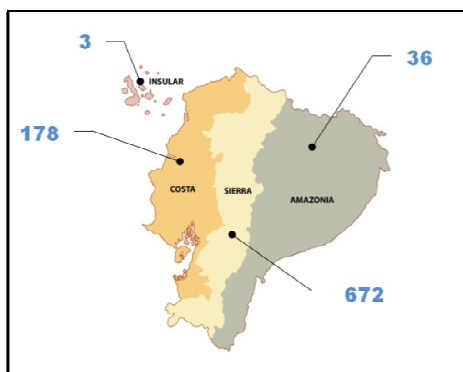 3
36
INSULAR
178
COSTA
SIERRA
AMAZONIA
672